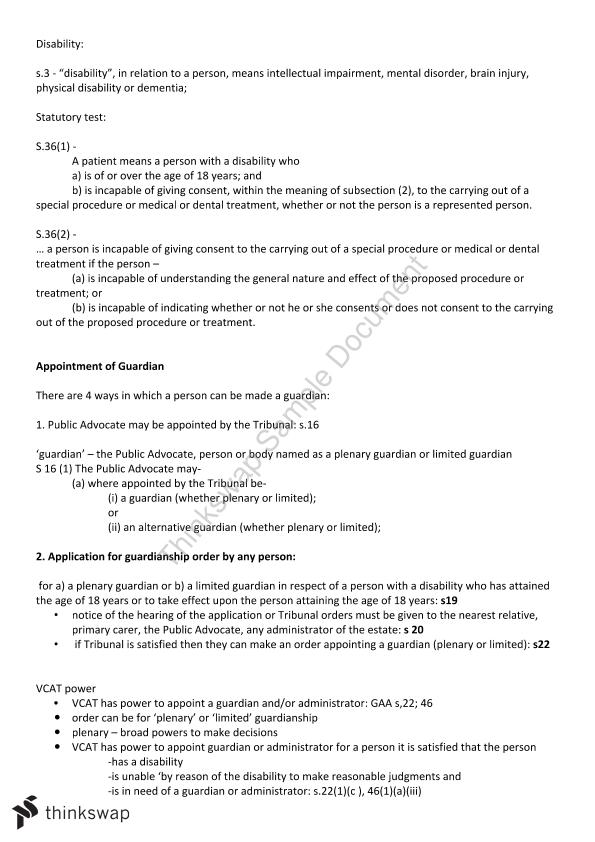 Disability:
s.3 - “disability”, in relation to a person, means intellectual impairment, mental disorder, brain injury,
physical disability or dementia;
Statutory test:
S.36(1) -
A patient means a person with a disability who
a) is of or over the age of 18 years; and
b) is incapable of giving consent, within the meaning of subsection (2), to the carrying out of a
special procedure or medical or dental treatment, whether or not the person is a represented person.
S.36(2) -
… a person is incapable of giving consent to the carrying out of a special procedure or medical or dental
treatment if the person –
(a) is incapable of understanding the general nature and effect of the proposed procedure or
treatment; or
(b) is incapable of indicating whether or not he or she consents or does not consent to the carrying
out of the proposed procedure or treatment.
Appointment of Guardian
There are 4 ways in which a person can be made a guardian:
1. Public Advocate may be appointed by the Tribunal: s.16
‘guardian’ – the Public Advocate, person or body named as a plenary guardian or limited guardian
S 16 (1) The Public Advocate may-
(a) where appointed by the Tribunal be-
(i) a guardian (whether plenary or limited);
or
(ii) an alternative guardian (whether plenary or limited);
2. Application for guardianship order by any person:
for a) a plenary guardian or b) a limited guardian in respect of a person with a disability who has attained
the age of 18 years or to take effect upon the person attaining the age of 18 years: s19
• notice of the hearing of the application or Tribunal orders must be given to the nearest relative,
primary carer, the Public Advocate, any administrator of the estate: s 20
• if Tribunal is satisfied then they can make an order appointing a guardian (plenary or limited): s22
VCAT power
• VCAT has power to appoint a guardian and/or administrator: GAA s,22; 46
• order can be for ‘plenary’ or ‘limited’ guardianship
• plenary – broad powers to make decisions
• VCAT has power to appoint guardian or administrator for a person it is satisfied that the person
-has a disability
-is unable ‘by reason of the disability to make reasonable judgments and
-is in need of a guardian or administrator: s.22(1)(c ), 46(1)(a)(iii)
Thinkswap Sample Document
thinkswap